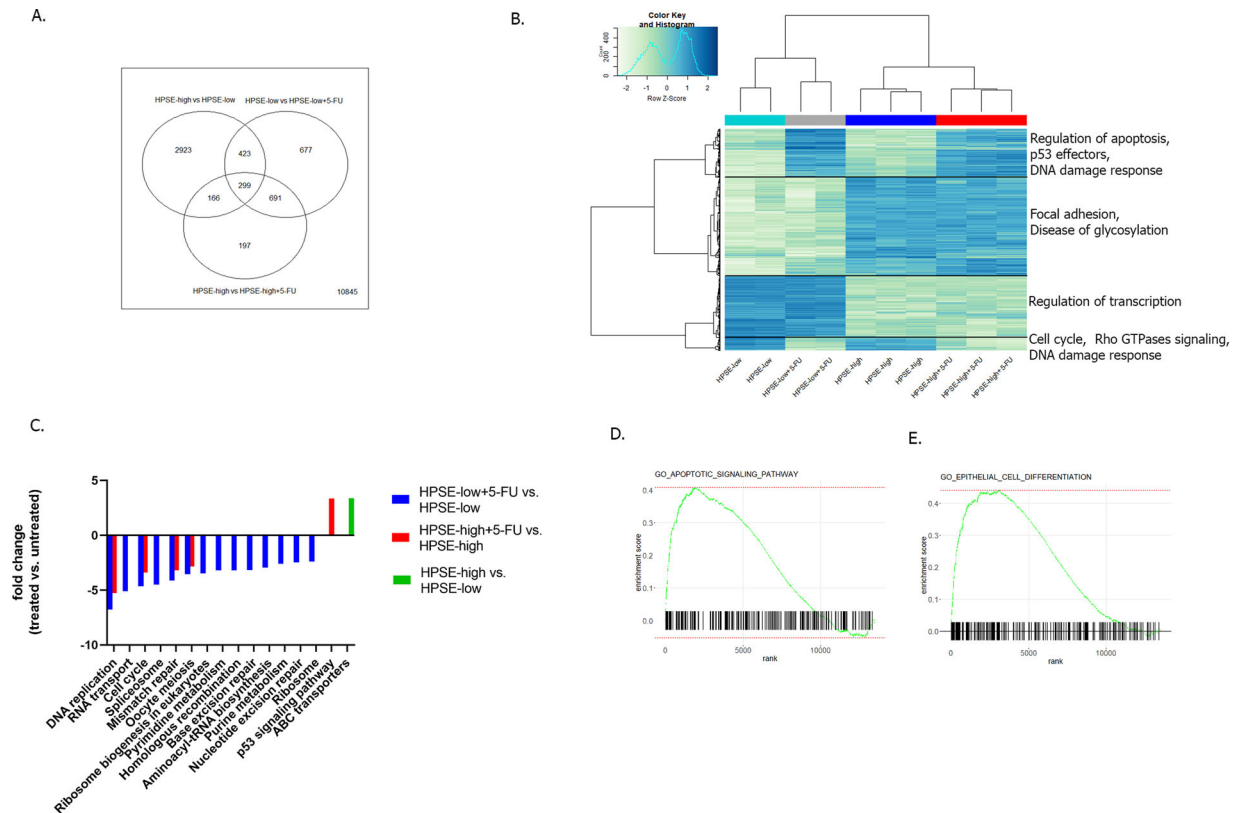 A.
HPSE-high vs HPSE-low
HPSE-low vs HPSE-low+5-FU
2923
423
677
299
166
691
197
HPSE-high vs HPSE-high+5-FU
10845
B.
Color Key
and Histogram
Count
0 200 400
-2 -1 0 1 2
Row Z-Score
Regulation of apoptosis,
p53 effectors,
DNA damage response
Focal adhesion,
Disease of glycosylation
Regulation of transcription
Cell cycle, Rho GTPases signaling,
DNA damage response
HPSE-low
HPSE-low
HPSE-low+5-FU
HPSE-low+5-FU
HPSE-high
HPSE-high
HPSE-high
HPSE-high+5-FU
HPSE-high+5-FU
HPSE-high+5-FU
C.
fold change
(treated vs. untreated)
5
0
-5
-10
DNA replication
RNA transport
Cell cycle
Spliceosome
Mismatch repair
Oocyte meiosis
Ribosome biogenesis in eukaryotes
Pyrimidine metabolism
Homologous recombination
Base excision repair
Aminoacyl-tRNA biosynthesis
Purine metabolism
Nucleotide excision repair
Ribosome
p53 signaling pathway
ABC transporters
HPSE-low+5-FU vs.
HPSE-low
HPSE-high+5-FU vs.
HPSE-high
HPSE-high vs.
HPSE-low
D.
GO_APOPTOTIC_SIGNALING_PATHWAY
enrichment score
0.4
0.3
0.2
0.1
0.0
0 5000 10000
rank
E.
GO_EPITHELIAL_CELL_DIFFERENTIATION
enrichment score
0.4
0.3
0.2
0.1
0.0
0 5000 10000
rank